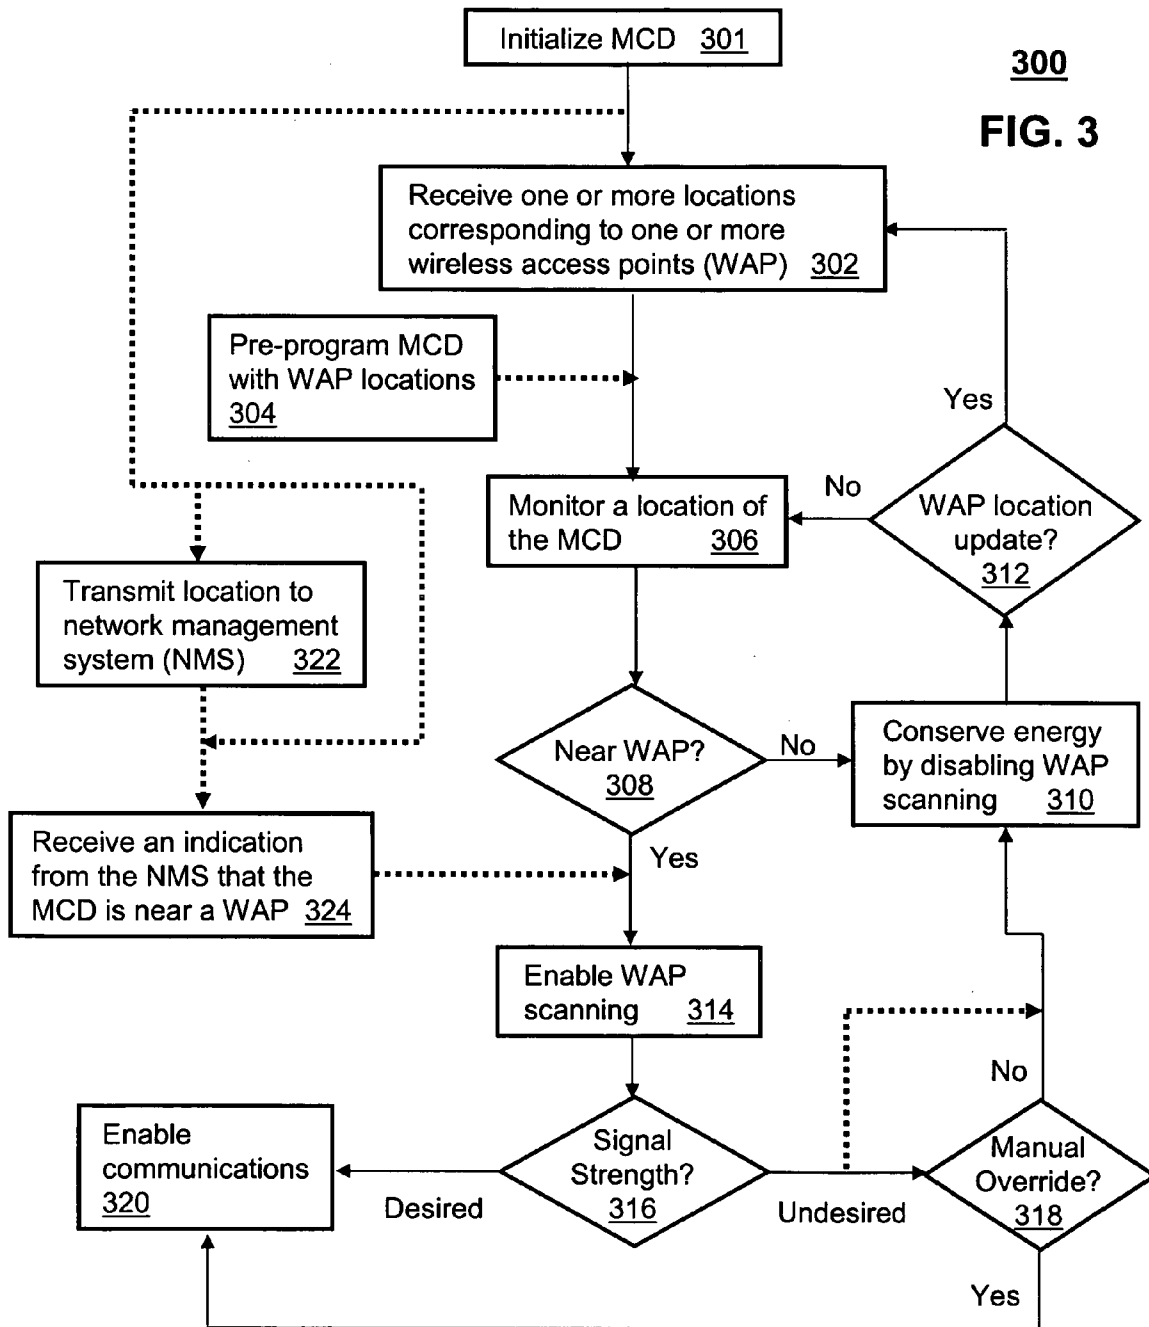 Initialize MCD 301
300
FIG. 3
Receive one or more locations
corresponding to one or more
wireless access points (WAP) 302
Pre-program MCD
with WAP locations
304
Yes
No
Monitor a location of
the MCD 306
WAP location
update?
312
Transmit location to
network management
system (NMS) 322
Near WAP?
308
No
Conserve energy
by disabling WAP
scanning 310
Yes
Receive an indication
from the NMS that the
MCD is near a WAP 324
Enable WAP
scanning 314
No
Enable
communications
320
Signal
Strength?
316
Manual
Override?
318
Desired
Undesired
Yes